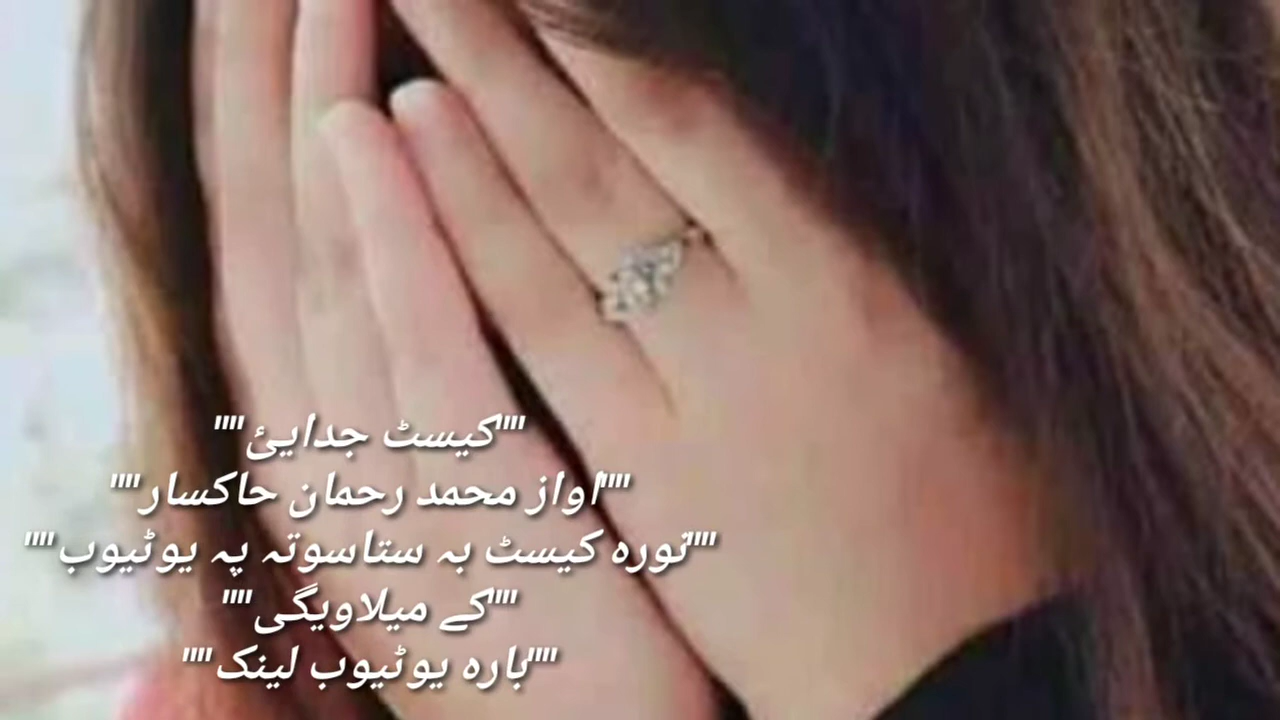 ""کیسٹ جدایئ""
""اواز محمد رحمان حاکسار""
""نورہ کیسٹ بہ ستاسوتہ پہ یوٹیوب""
""کے میلاویگی""
""بارہ یوٹیوب لینک""